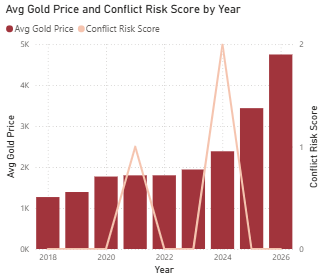 Avg Gold Price and Conflict Risk Score by Year
Avg Gold Price Conflict Risk Score
5K 2
4K
3K
2K 1
1K
0K 0
2018 2020 2022 2024 2026
Avg Gold Price
Conflict Risk Score
Year